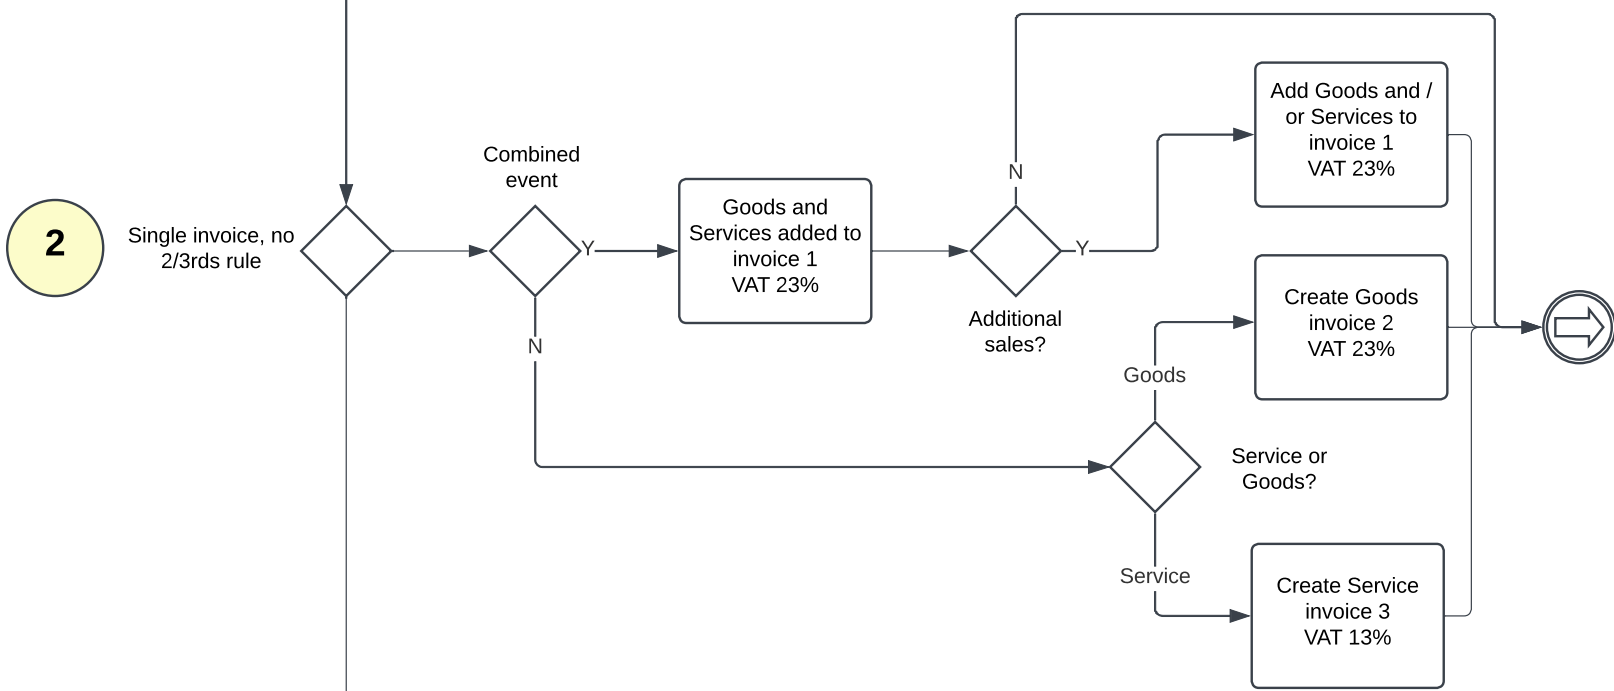 2
Single invoice, no
2/3rds rule
Combined
event
Y
N
Goods and
Services added to
invoice 1
VAT 23%
N
Y
Additional
sales?
Add Goods and /
or Services to
invoice 1
VAT 23%
Create Goods
invoice 2
VAT 23%
Goods
Service or
Goods?
Service
Create Service
invoice 3
VAT 13%